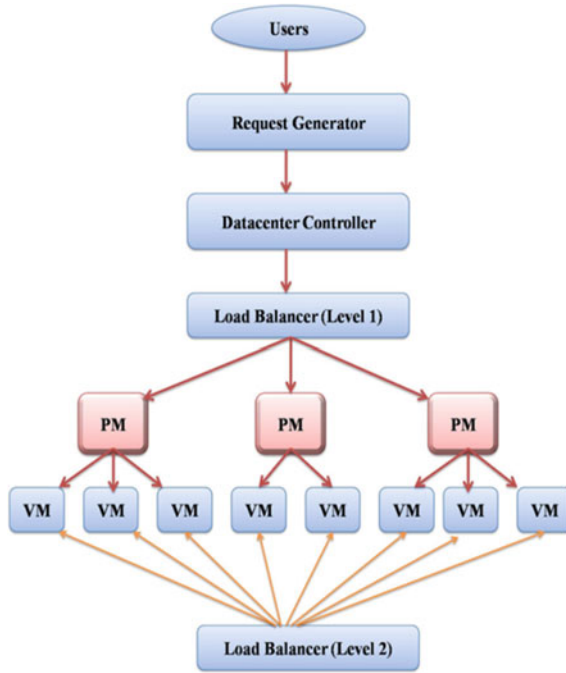 Users
Request Generator
Datacenter Controller
Load Balancer (Level 1)
PM
PM
PM
VM
VM
VM
VM
VM
VM
VM
VM
Load Balancer (Level 2)